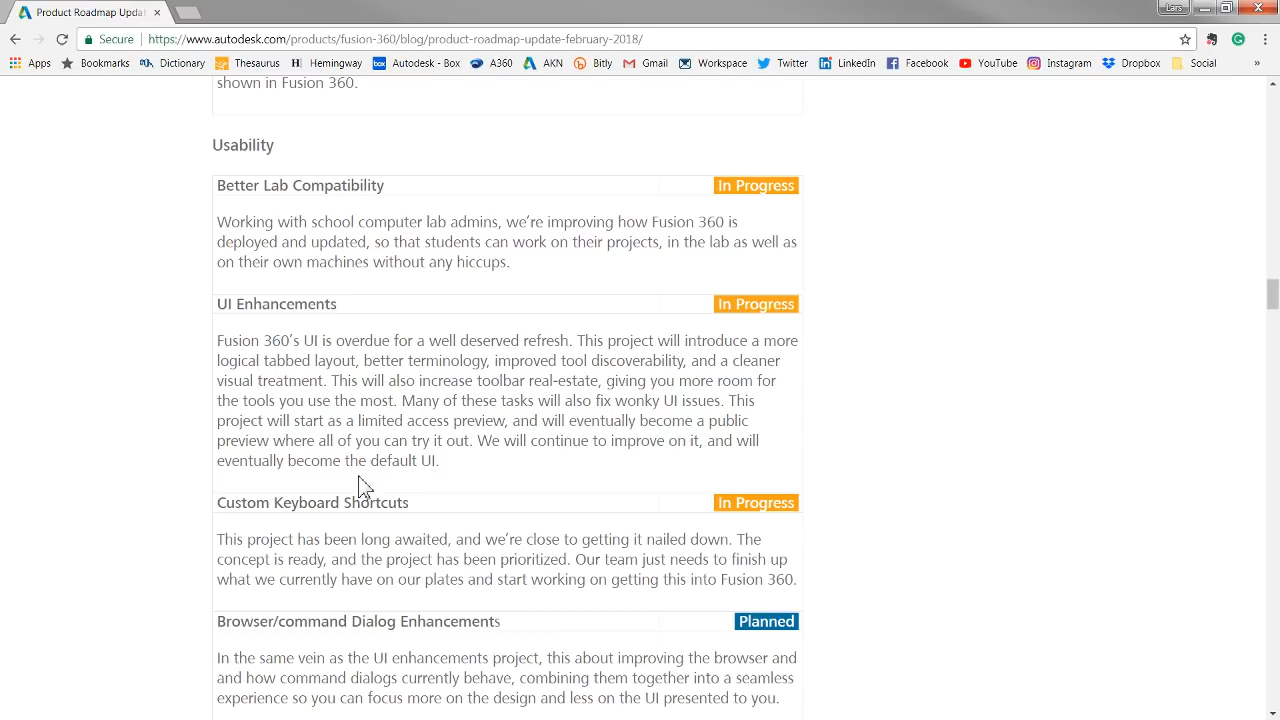 Product Roadmap Upda
Lars
Secure
https://www.autodesk.com/products/fusion-360/blog/product-roadmap-update-february-2018/
Apps Bookmarks Dictionary Thesaurus Hemingway Autodesk - Box A360 AKN Bitly Gmail Workspace Twitter LinkedIn Facebook YouTube Instagram Dropbox Social »
shown in Fusion 360.
Usability
Better Lab Compatibility In Progress
Working with school computer lab admins, we're improving how Fusion 360 is
deployed and updated, so that students can work on their projects, in the lab as well as
on their own machines without any hiccups.
UI Enhancements In Progress
Fusion 360's UI is overdue for a well deserved refresh. This project will introduce a more
logical tabbed layout, better terminology, improved tool discoverability, and a cleaner
visual treatment. This will also increase toolbar real-estate, giving you more room for
the tools you use the most. Many of these tasks will also fix wonky UI issues. This
project will start as a limited access preview, and will eventually become a public
preview where all of you can try it out. We will continue to improve on it, and will
eventually become the default UI.
Custom Keyboard Shortcuts In Progress
This project has been long awaited, and we're close to getting it nailed down. The
concept is ready, and the project has been prioritized. Our team just needs to finish up
what we currently have on our plates and start working on getting this into Fusion 360.
Browser/command Dialog Enhancements Planned
In the same vein as the UI enhancements project, this about improving the browser and
and how command dialogs currently behave, combining them together into a seamless
experience so you can focus more on the design and less on the UI presented to you.